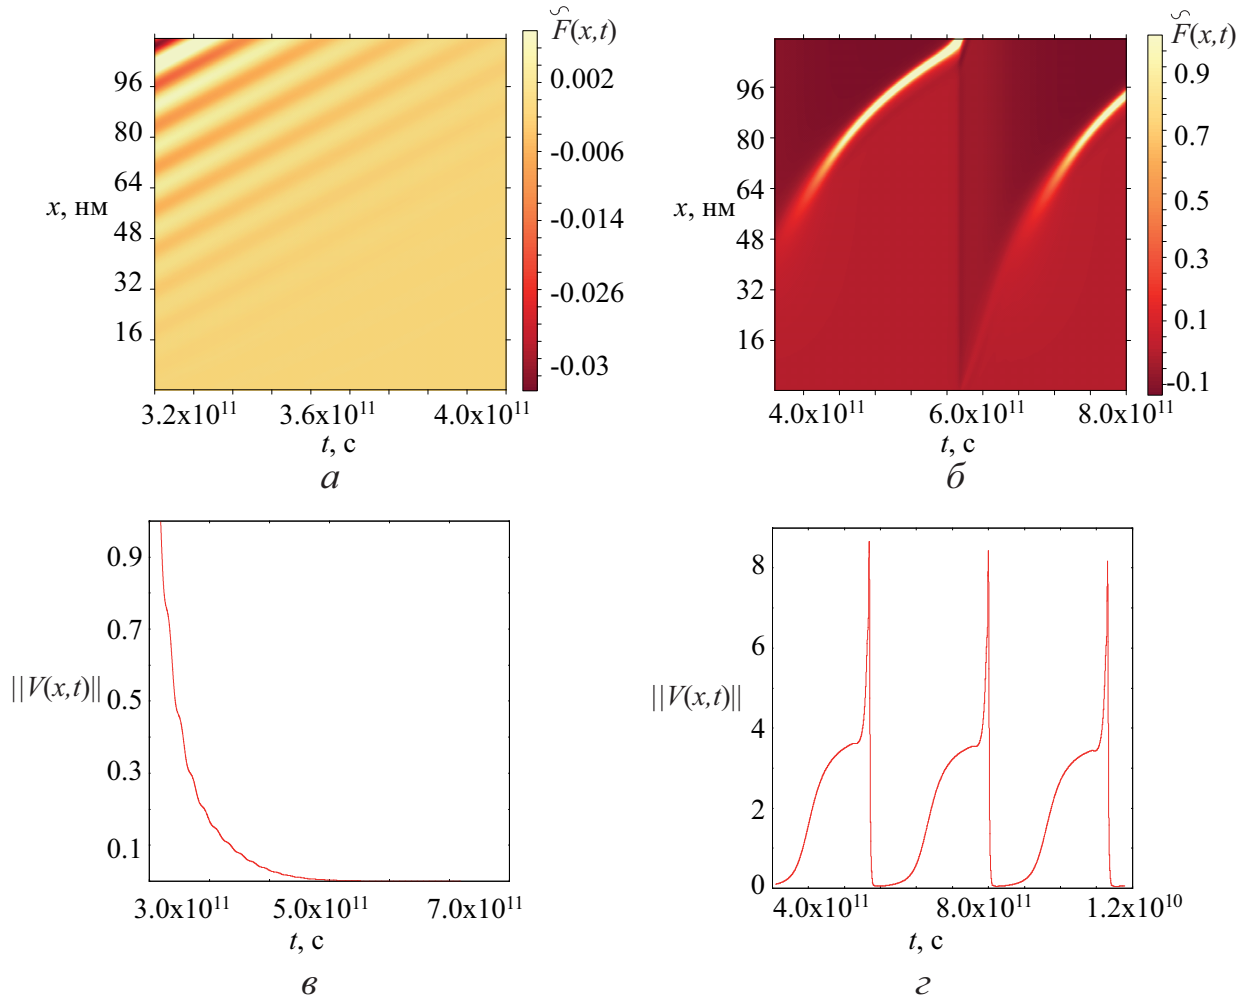 F(x,t)
0.002
-0.006
-0.014
-0.026
-0.03
96
80
64
48
32
16
x, нм
3.2x10¹¹ 3.6x10¹¹ 4.0x10¹¹
t, с
а
F(x,t)
0.9
0.7
0.5
0.3
0.1
-0.1
96
80
64
48
32
16
x, нм
4.0x10¹¹ 6.0x10¹¹ 8.0x10¹¹
t, с
б
0.9
0.7
0.5
0.3
0.1
||V(x,t)||
3.0x10¹¹ 5.0x10¹¹ 7.0x10¹¹
t, с
в
8
6
4
2
0
||V(x,t)||
4.0x10¹¹ 8.0x10¹¹ 1.2x10¹⁰
t, с
г